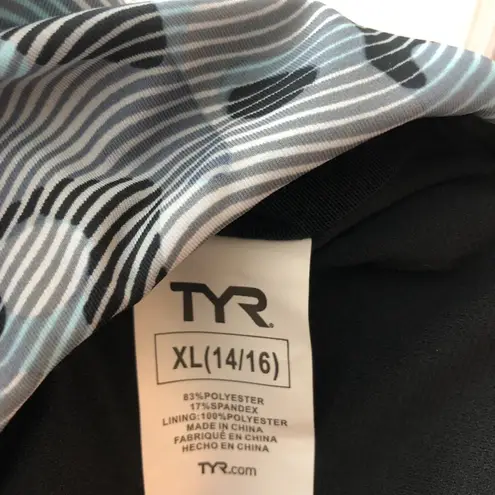 TYR
XL(14/16)
83%POLYESTER
17%SPANDEX
LINING:100%POLYESTER
MADE IN CHINA
FABRIQUÉ EN CHINA
HECHO EN CHINA
TYR.com